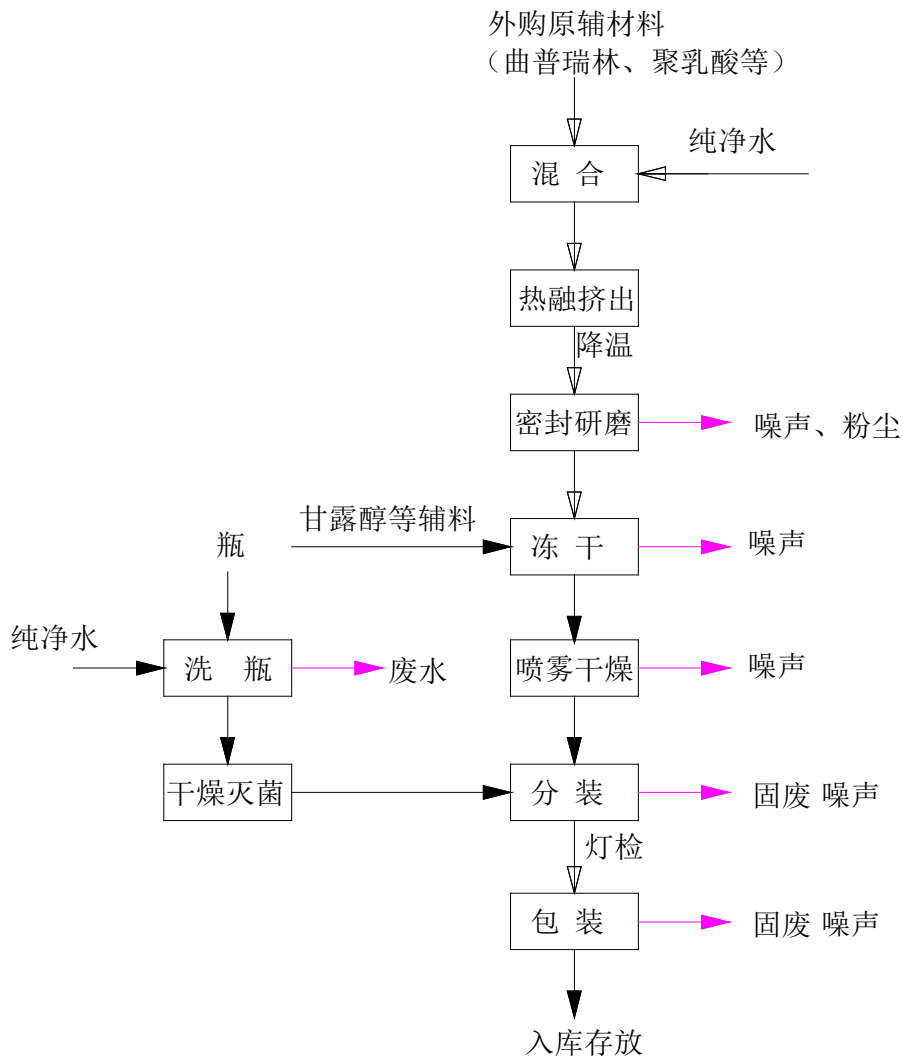 外购原辅材料
（曲普瑞林、聚乳酸等）
纯净水
混 合
热融挤出
降温
密封研磨
噪声、粉尘
甘露醇等辅料
冻 干
噪声
瓶
纯净水
洗 瓶
废水
喷雾干燥
噪声
干燥灭菌
分 装
固废 噪声
灯检
包 装
固废 噪声
入库存放